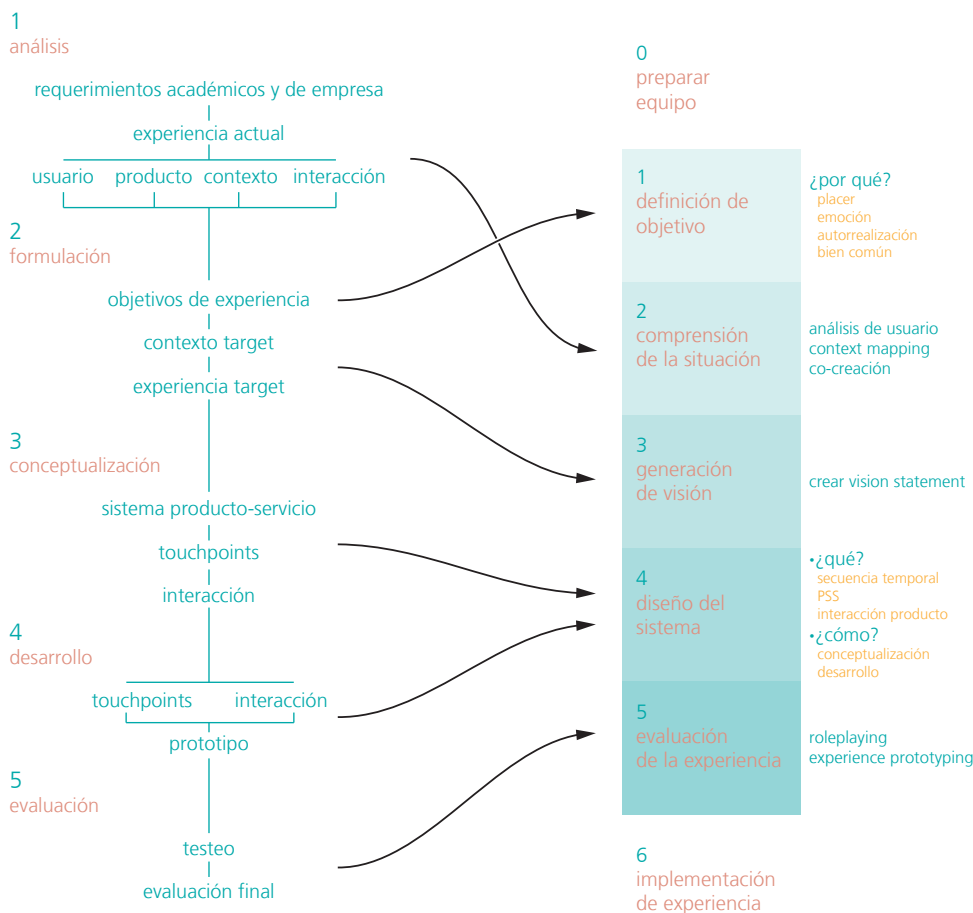 1
análisis
requerimientos académicos y de empresa
experiencia actual
usuario producto contexto interacción
2
formulación
objetivos de experiencia
contexto target
experiencia target
3
conceptualización
sistema producto-servicio
touchpoints
interacción
4
desarrollo
touchpoints interacción
prototipo
5
evaluación
testeo
evaluación final
0
preparar
equipo
1
definición de
objetivo
¿por qué?
placer
emoción
autorrealización
bien común
2
comprensión
de la situación
análisis de usuario
context mapping
co-creación
3
generación
de visión
crear vision statement
4
diseño del
sistema
•¿qué?
secuencia temporal
PSS
interacción producto
•¿cómo?
conceptualización
desarrollo
5
evaluación
de la experiencia
roleplaying
experience prototyping
6
implementación
de experiencia